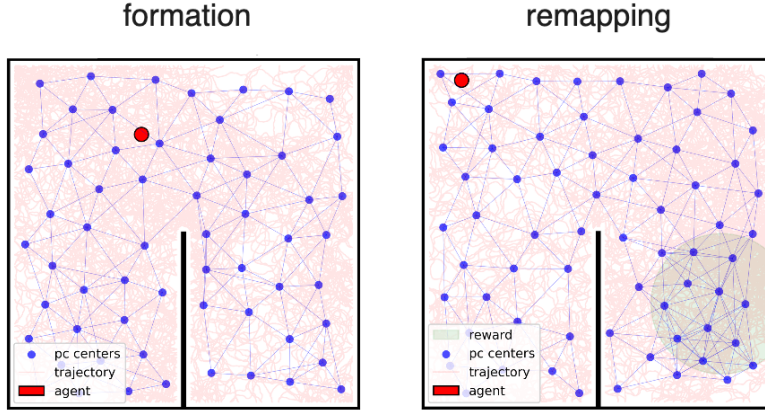 formation
remapping
pc centers
trajectory
agent
reward
pc centers
trajectory
agent